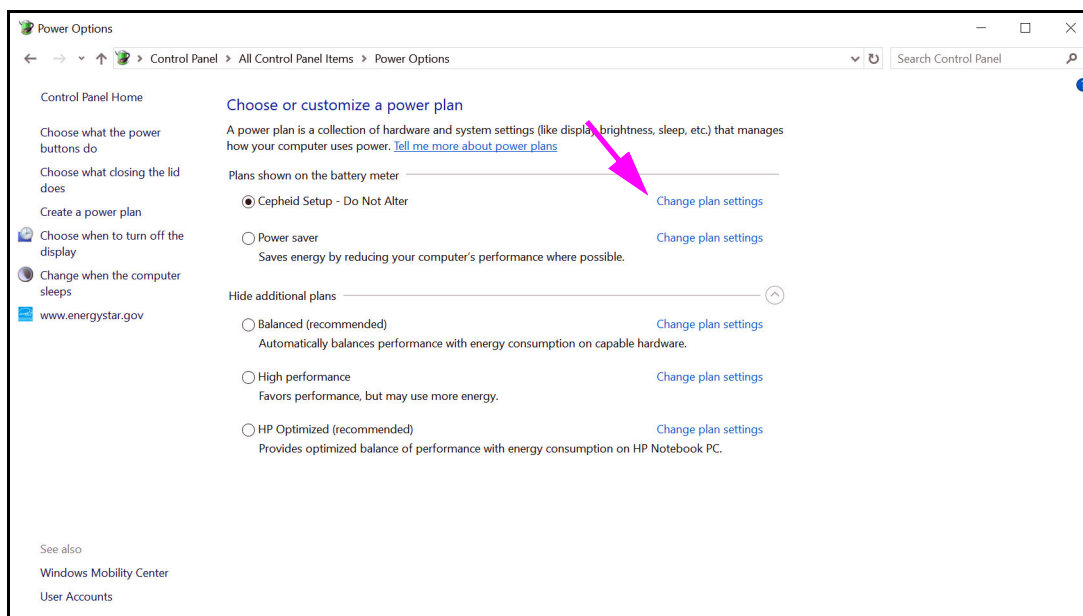 Power Options
Control Panel > All Control Panel Items > Power Options
Search Control Panel
Control Panel Home
Choose what the power
buttons do
Choose what closing the lid
does
Create a power plan
Choose when to turn off the
display
Change when the computer
sleeps
www.energystar.gov
Choose or customize a power plan
A power plan is a collection of hardware and system settings (like display brightness, sleep, etc.) that manages
how your computer uses power. Tell me more about power plans
Plans shown on the battery meter
Cepheid Setup - Do Not Alter Change plan settings
Power saver Change plan settings
Saves energy by reducing your computer's performance where possible.
Hide additional plans
Balanced (recommended) Change plan settings
Automatically balances performance with energy consumption on capable hardware.
High performance Change plan settings
Favors performance, but may use more energy.
HP Optimized (recommended) Change plan settings
Provides optimized balance of performance with energy consumption on HP Notebook PC.
See also
Windows Mobility Center
User Accounts